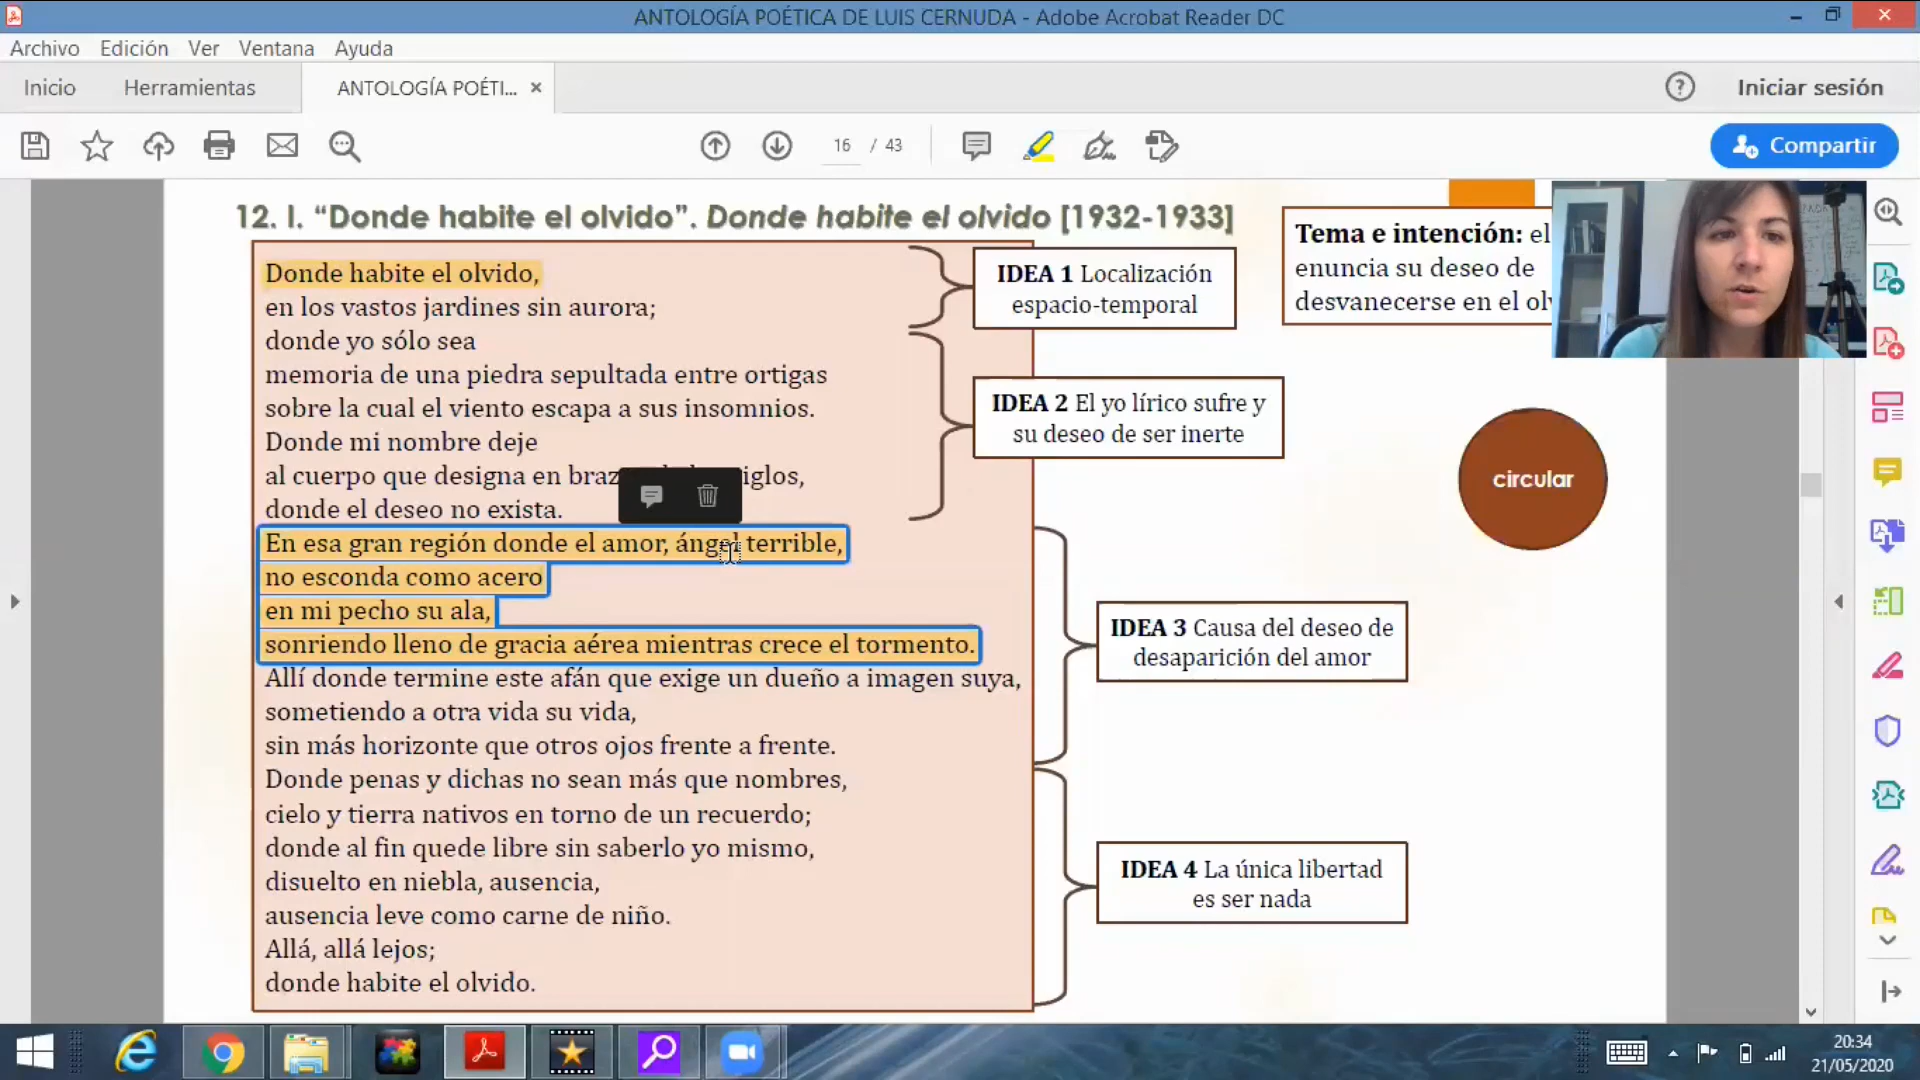 ANTOLOGÍA POÉTICA DE LUIS CERNUDA - Adobe Acrobat Reader DC
Archivo Edición Ver Ventana Ayuda
Inicio Herramientas ANTOLOGÍA POÉTI... Iniciar sesión
16 / 43 Compartir
12. I. “Donde habite el olvido”. Donde habite el olvido [1932-1933]
Donde habite el olvido,
en los vastos jardines sin aurora;
donde yo sólo sea
memoria de una piedra sepultada entre ortigas
sobre la cual el viento escapa a sus insomnios.
Donde mi nombre deje
al cuerpo que designa en iglos,
donde el deseo no exista.
En esa gran región donde el amor, ángel terrible,
no esconda como acero
en mi pecho su ala,
sonriendo lleno de gracia aérea mientras crece el tormento.
Allí donde termine este afán que exige un dueño a imagen suya,
sometiendo a otra vida su vida,
sin más horizonte que otros ojos frente a frente.
Donde penas y dichas no sean más que nombres,
cielo y tierra nativos en torno de un recuerdo;
donde al fin quede libre sin saberlo yo mismo,
disuelto en niebla, ausencia,
ausencia leve como carne de niño.
Allá, allá lejos;
donde habite el olvido.
IDEA 1 Localización
espacio-temporal
IDEA 2 El yo lírico sufre y
su deseo de ser inerte
IDEA 3 Causa del deseo de
desaparición del amor
IDEA 4 La única libertad
es ser nada
Tema e intención: el
enuncia su deseo de
desvanecerse en el
circular
20:34
21/05/2020